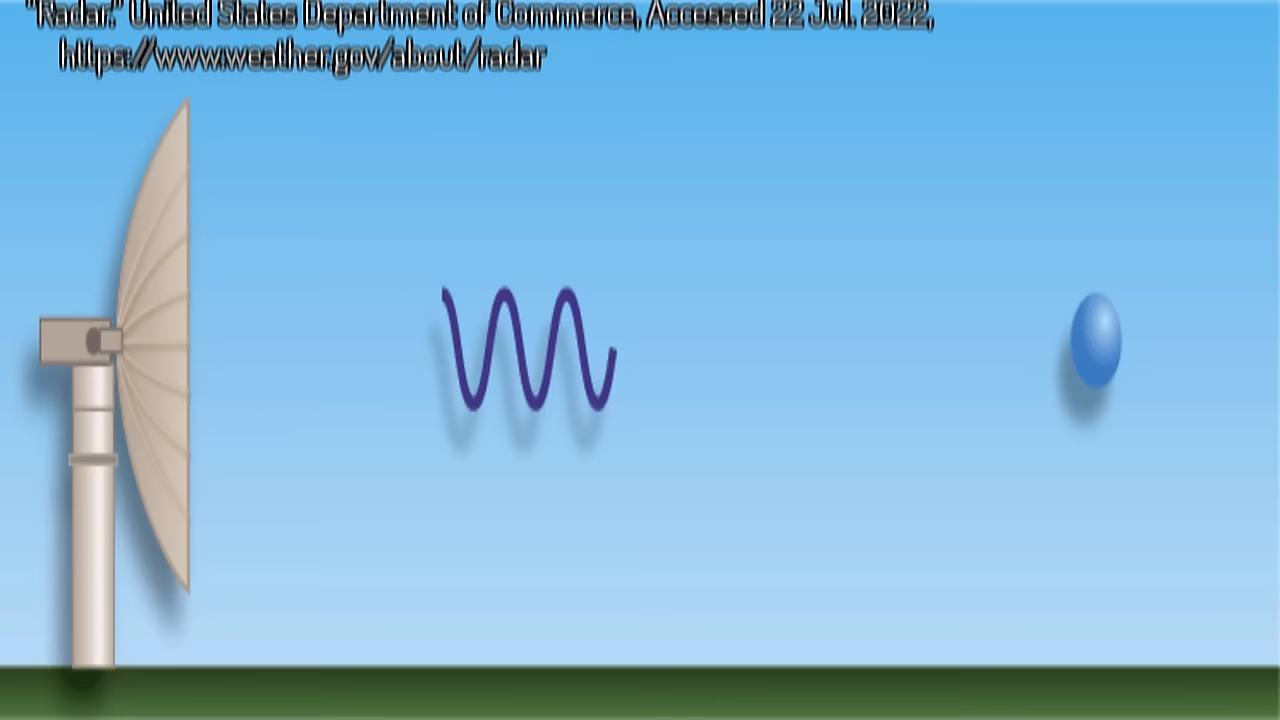 "Radar." United States Department of Commerce, Accessed 22 Jul. 2022,
https://www.weather.gov/about/radar